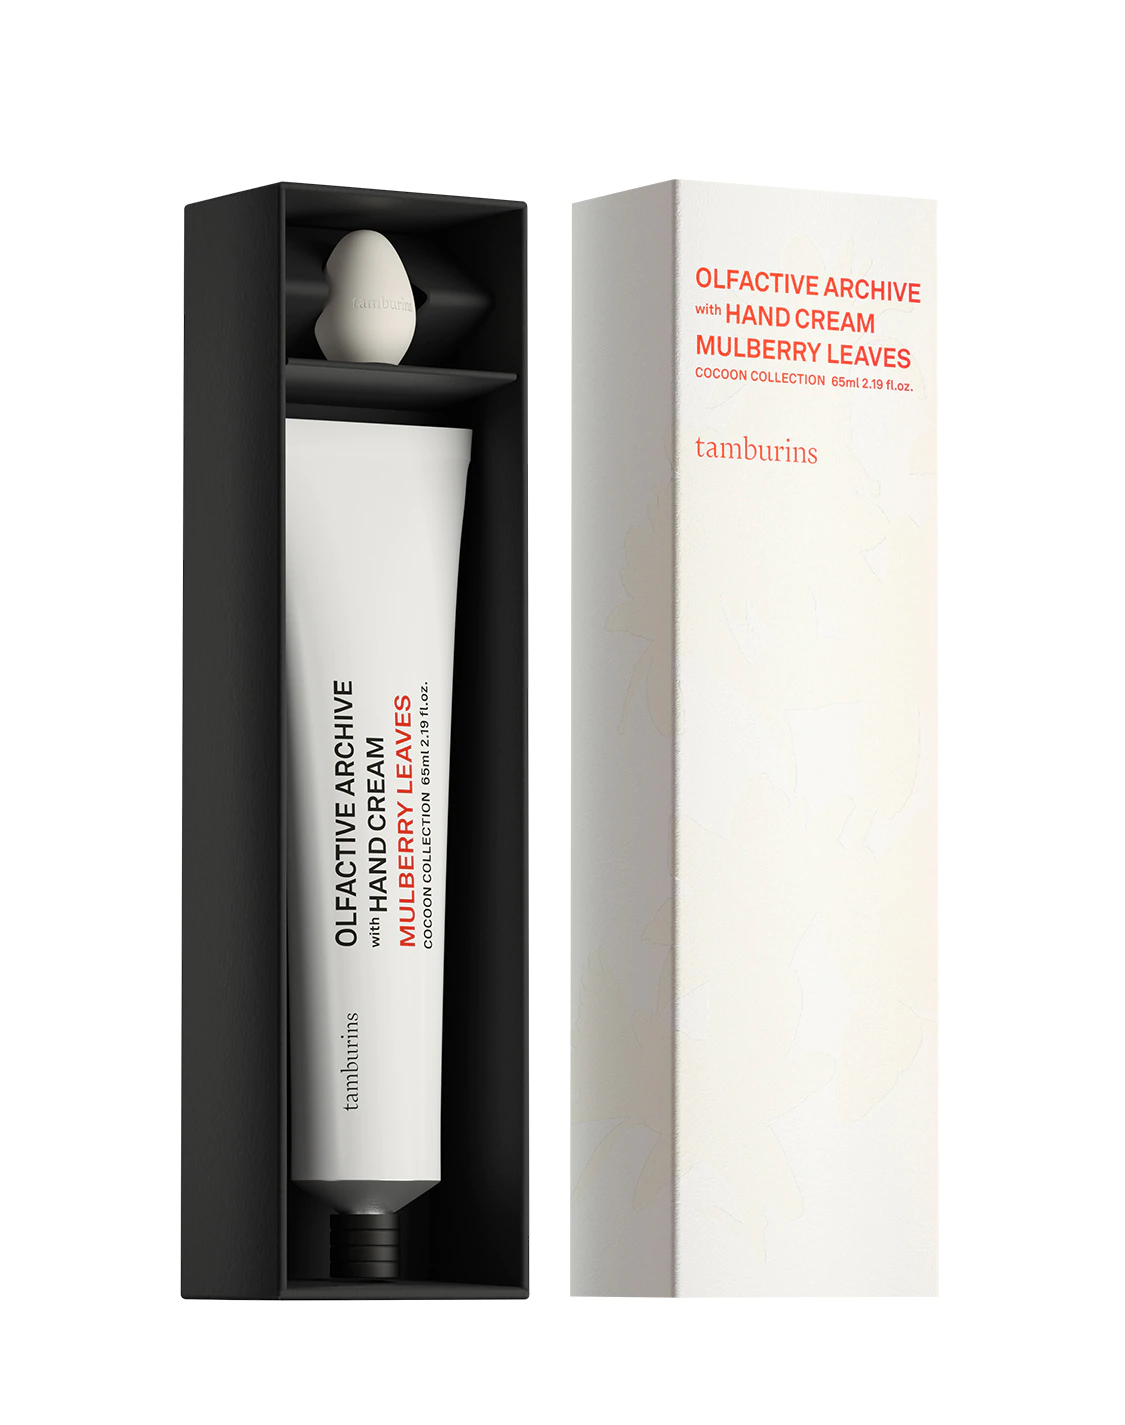 tamburins
OLFACTIVE ARCHIVE
with HAND CREAM
MULBERRY LEAVES
COCOON COLLECTION 65ml 2.19 fl.oz.
tamburins
OLFACTIVE ARCHIVE
with HAND CREAM
MULBERRY LEAVES
COCOON COLLECTION 65ml 2.19 fl.oz.
tamburins